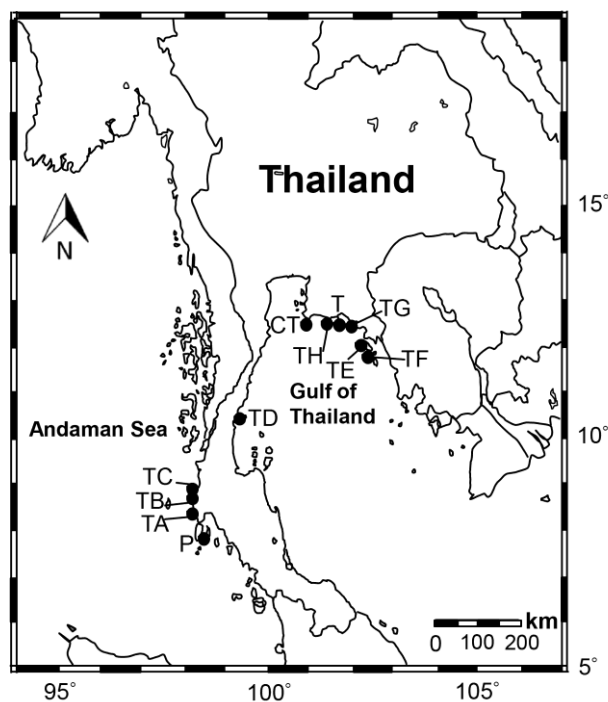 Thailand
15°
N
T
TG
CT
TH
TE
TF
Gulf of
Thailand
TD
Andaman Sea
10°
TC
TB
TA
P
km
0 100 200
5°
95° 100° 105°